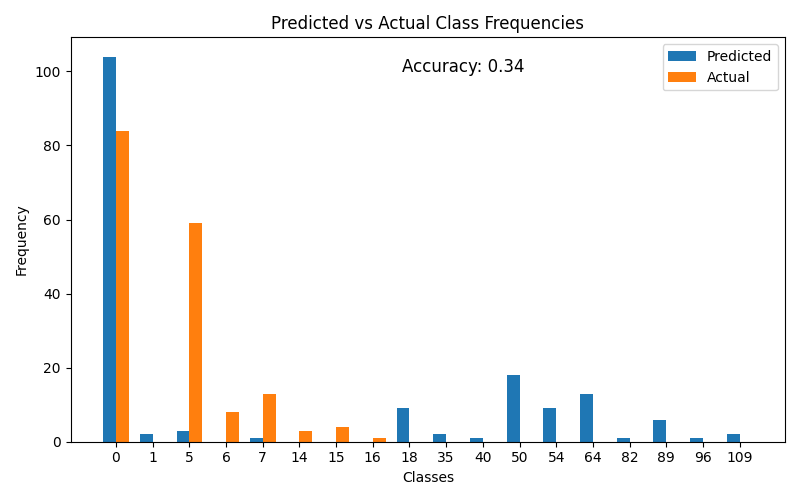 Predicted vs Actual Class Frequencies
Accuracy: 0.34
Predicted
Actual
Frequency
100
80
60
40
20
0
0 1 5 6 7 14 15 16 18 35 40 50 54 64 82 89 96 109
Classes